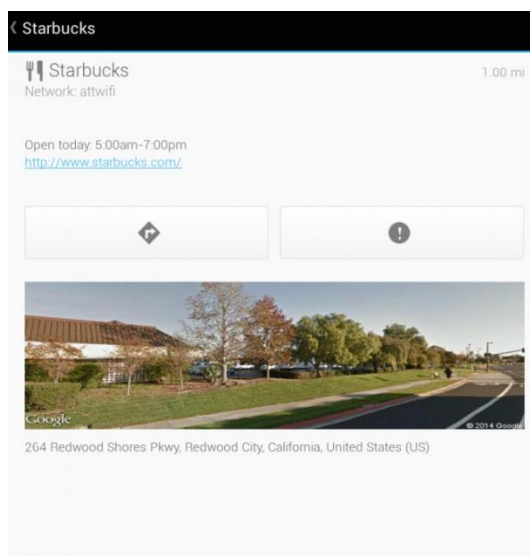 Starbucks
Starbucks
1.00 mi
Network: attwifi
Open today: 5:00am-7:00pm
http://www.starbucks.com/
Google
© 2014 Google
264 Redwood Shores Pkwy, Redwood City, California, United States (US)